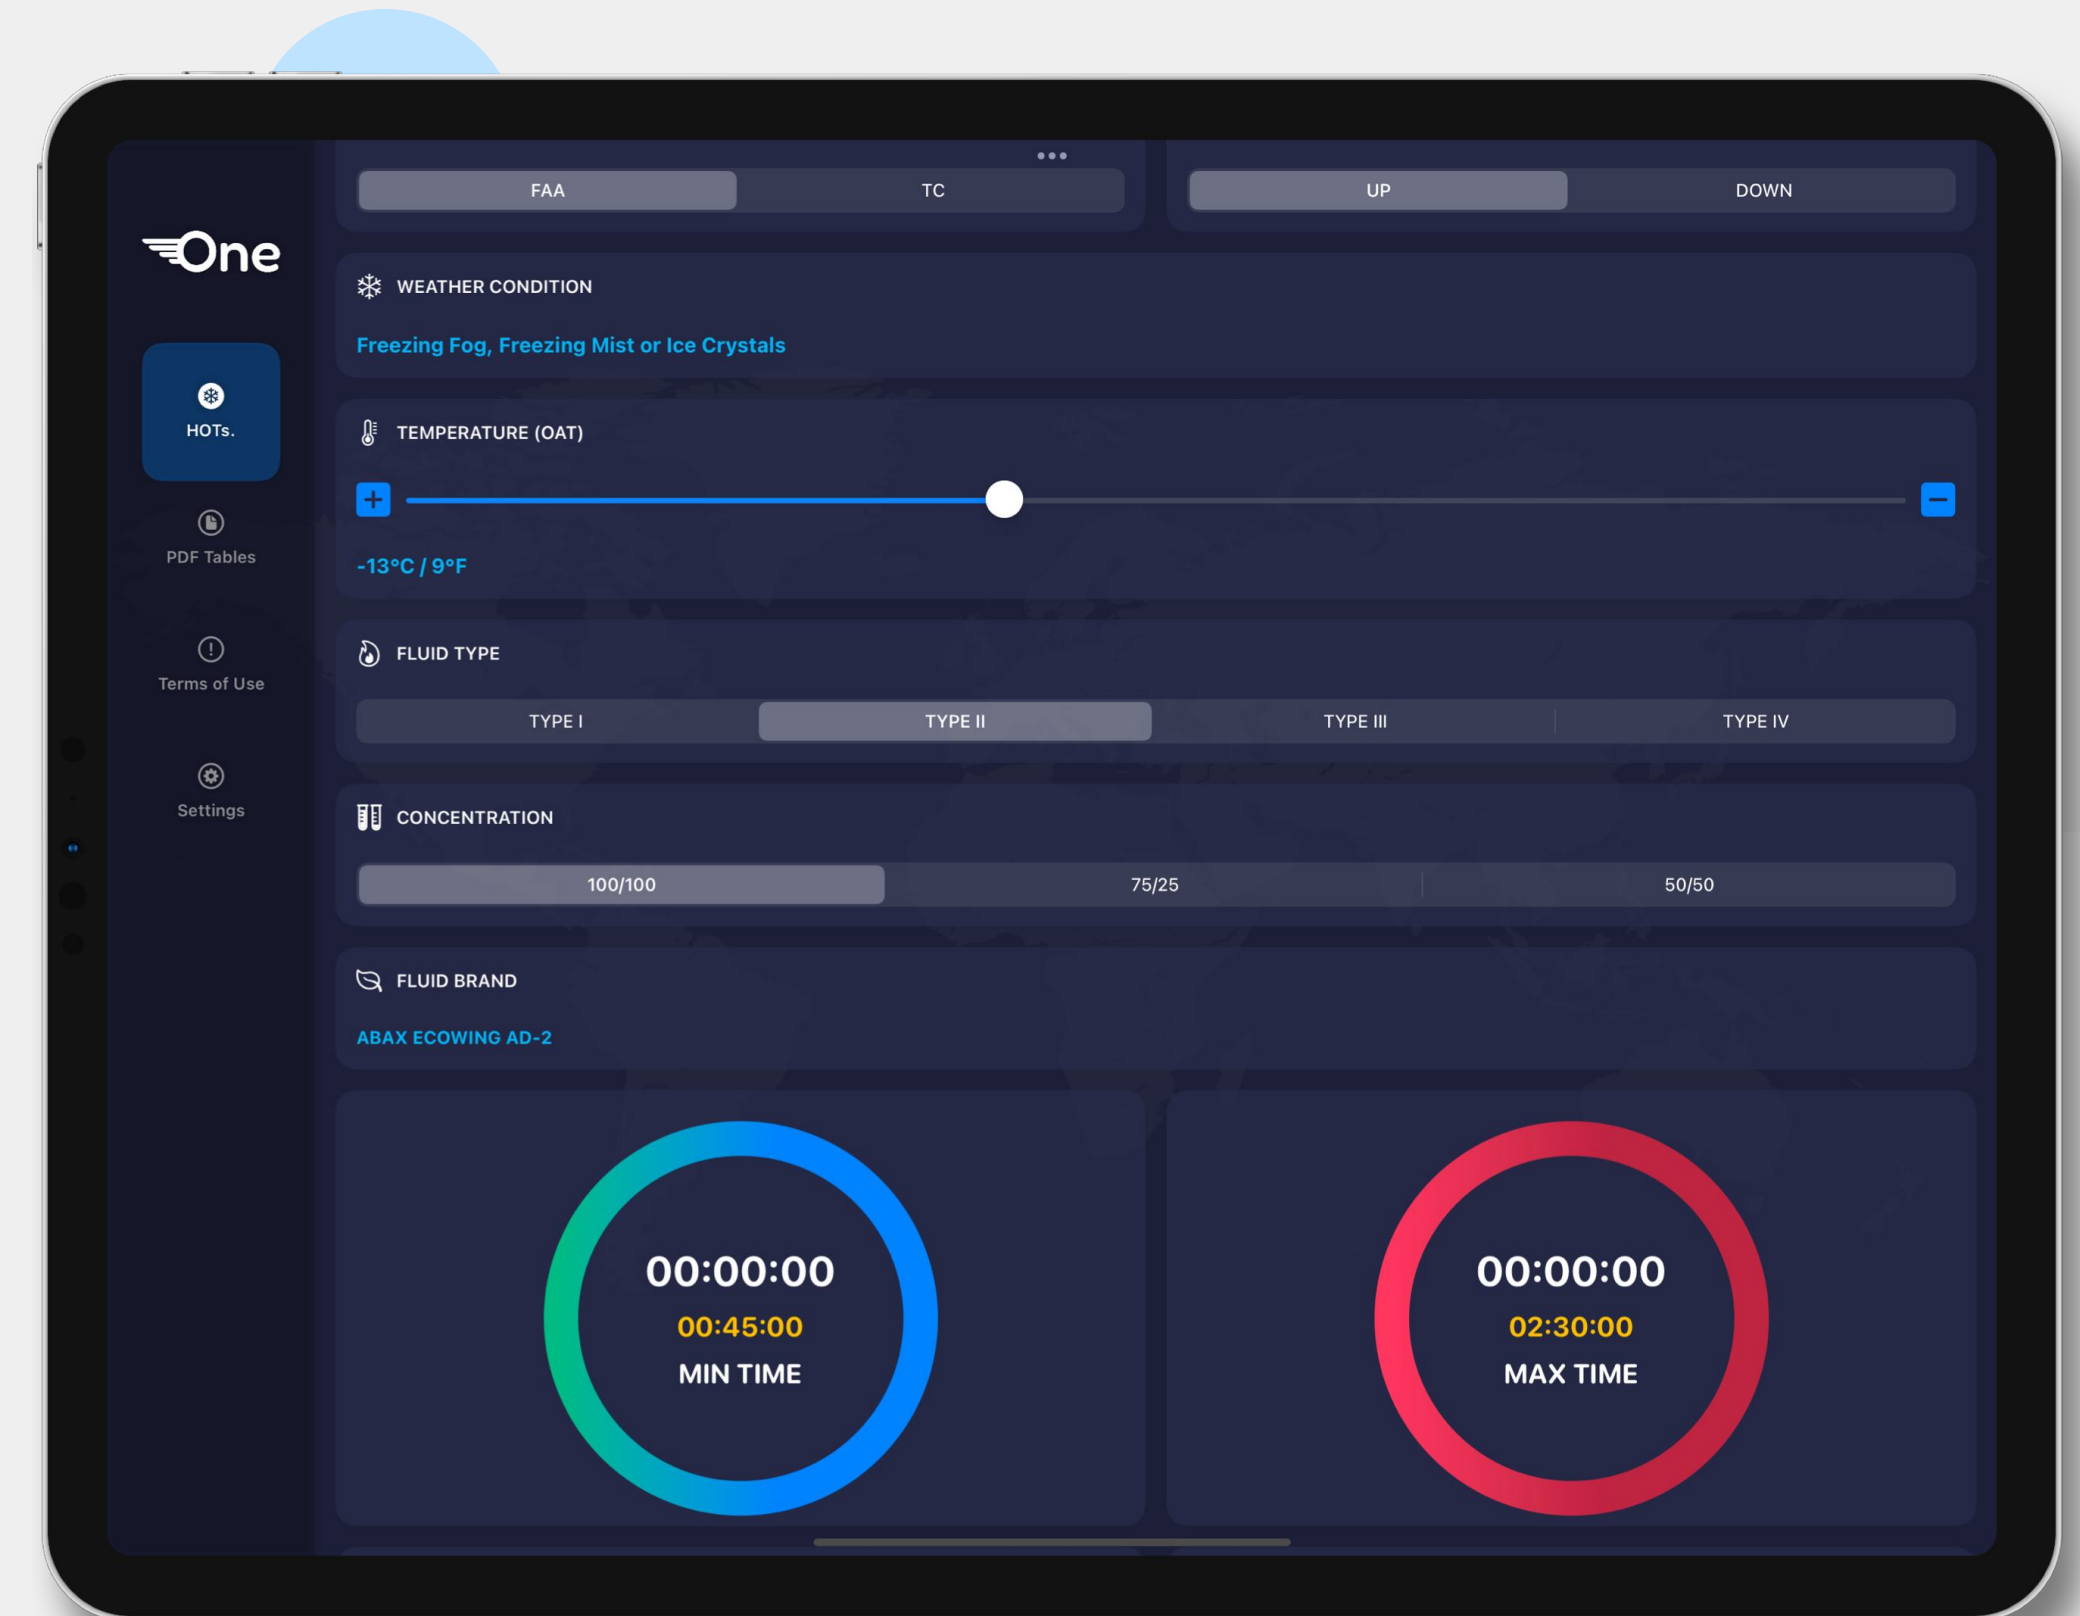 FAA
TC
UP
DOWN
One
WEATHER CONDITION
Freezing Fog, Freezing Mist or Ice Crystals
HOTs.
TEMPERATURE (OAT)
-13°C / 9°F
PDF Tables
FLUID TYPE
TYPE I
TYPE II
TYPE III
TYPE IV
Terms of Use
CONCENTRATION
100/100
75/25
50/50
Settings
FLUID BRAND
ABAX ECOWING AD-2
00:00:00
00:45:00
MIN TIME
00:00:00
02:30:00
MAX TIME